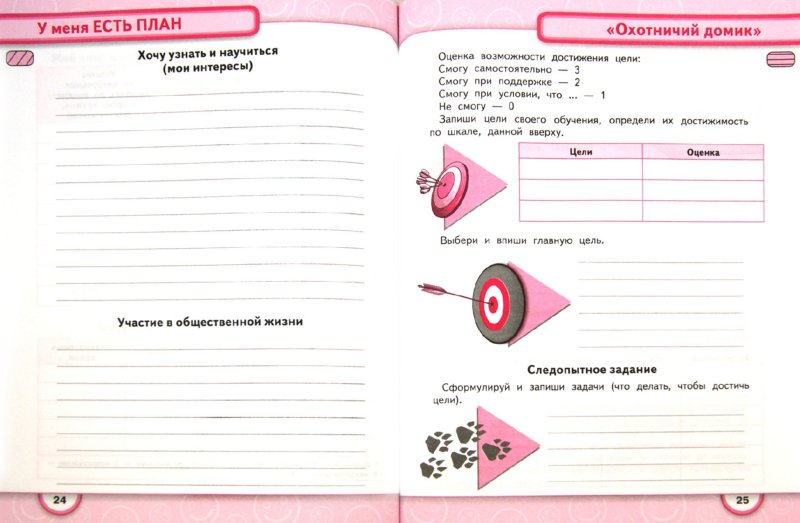 У меня ЕСТЬ ПЛАН
Хочу узнать и научиться
(мои интересы)
Участие в общественной жизни
24
«Охотничий домик»
Оценка возможности достижения цели:
Смогу самостоятельно — 3
Смогу при поддержке — 2
Смогу при условии, что ... — 1
Не смогу — 0
Запиши цели своего обучения, определи их достижимость
по шкале, данной вверху.
Цели Оценка
Выбери и впиши главную цель.
Следопытное задание
Сформулируй и запиши задачи (что делать, чтобы достичь
цели).
25